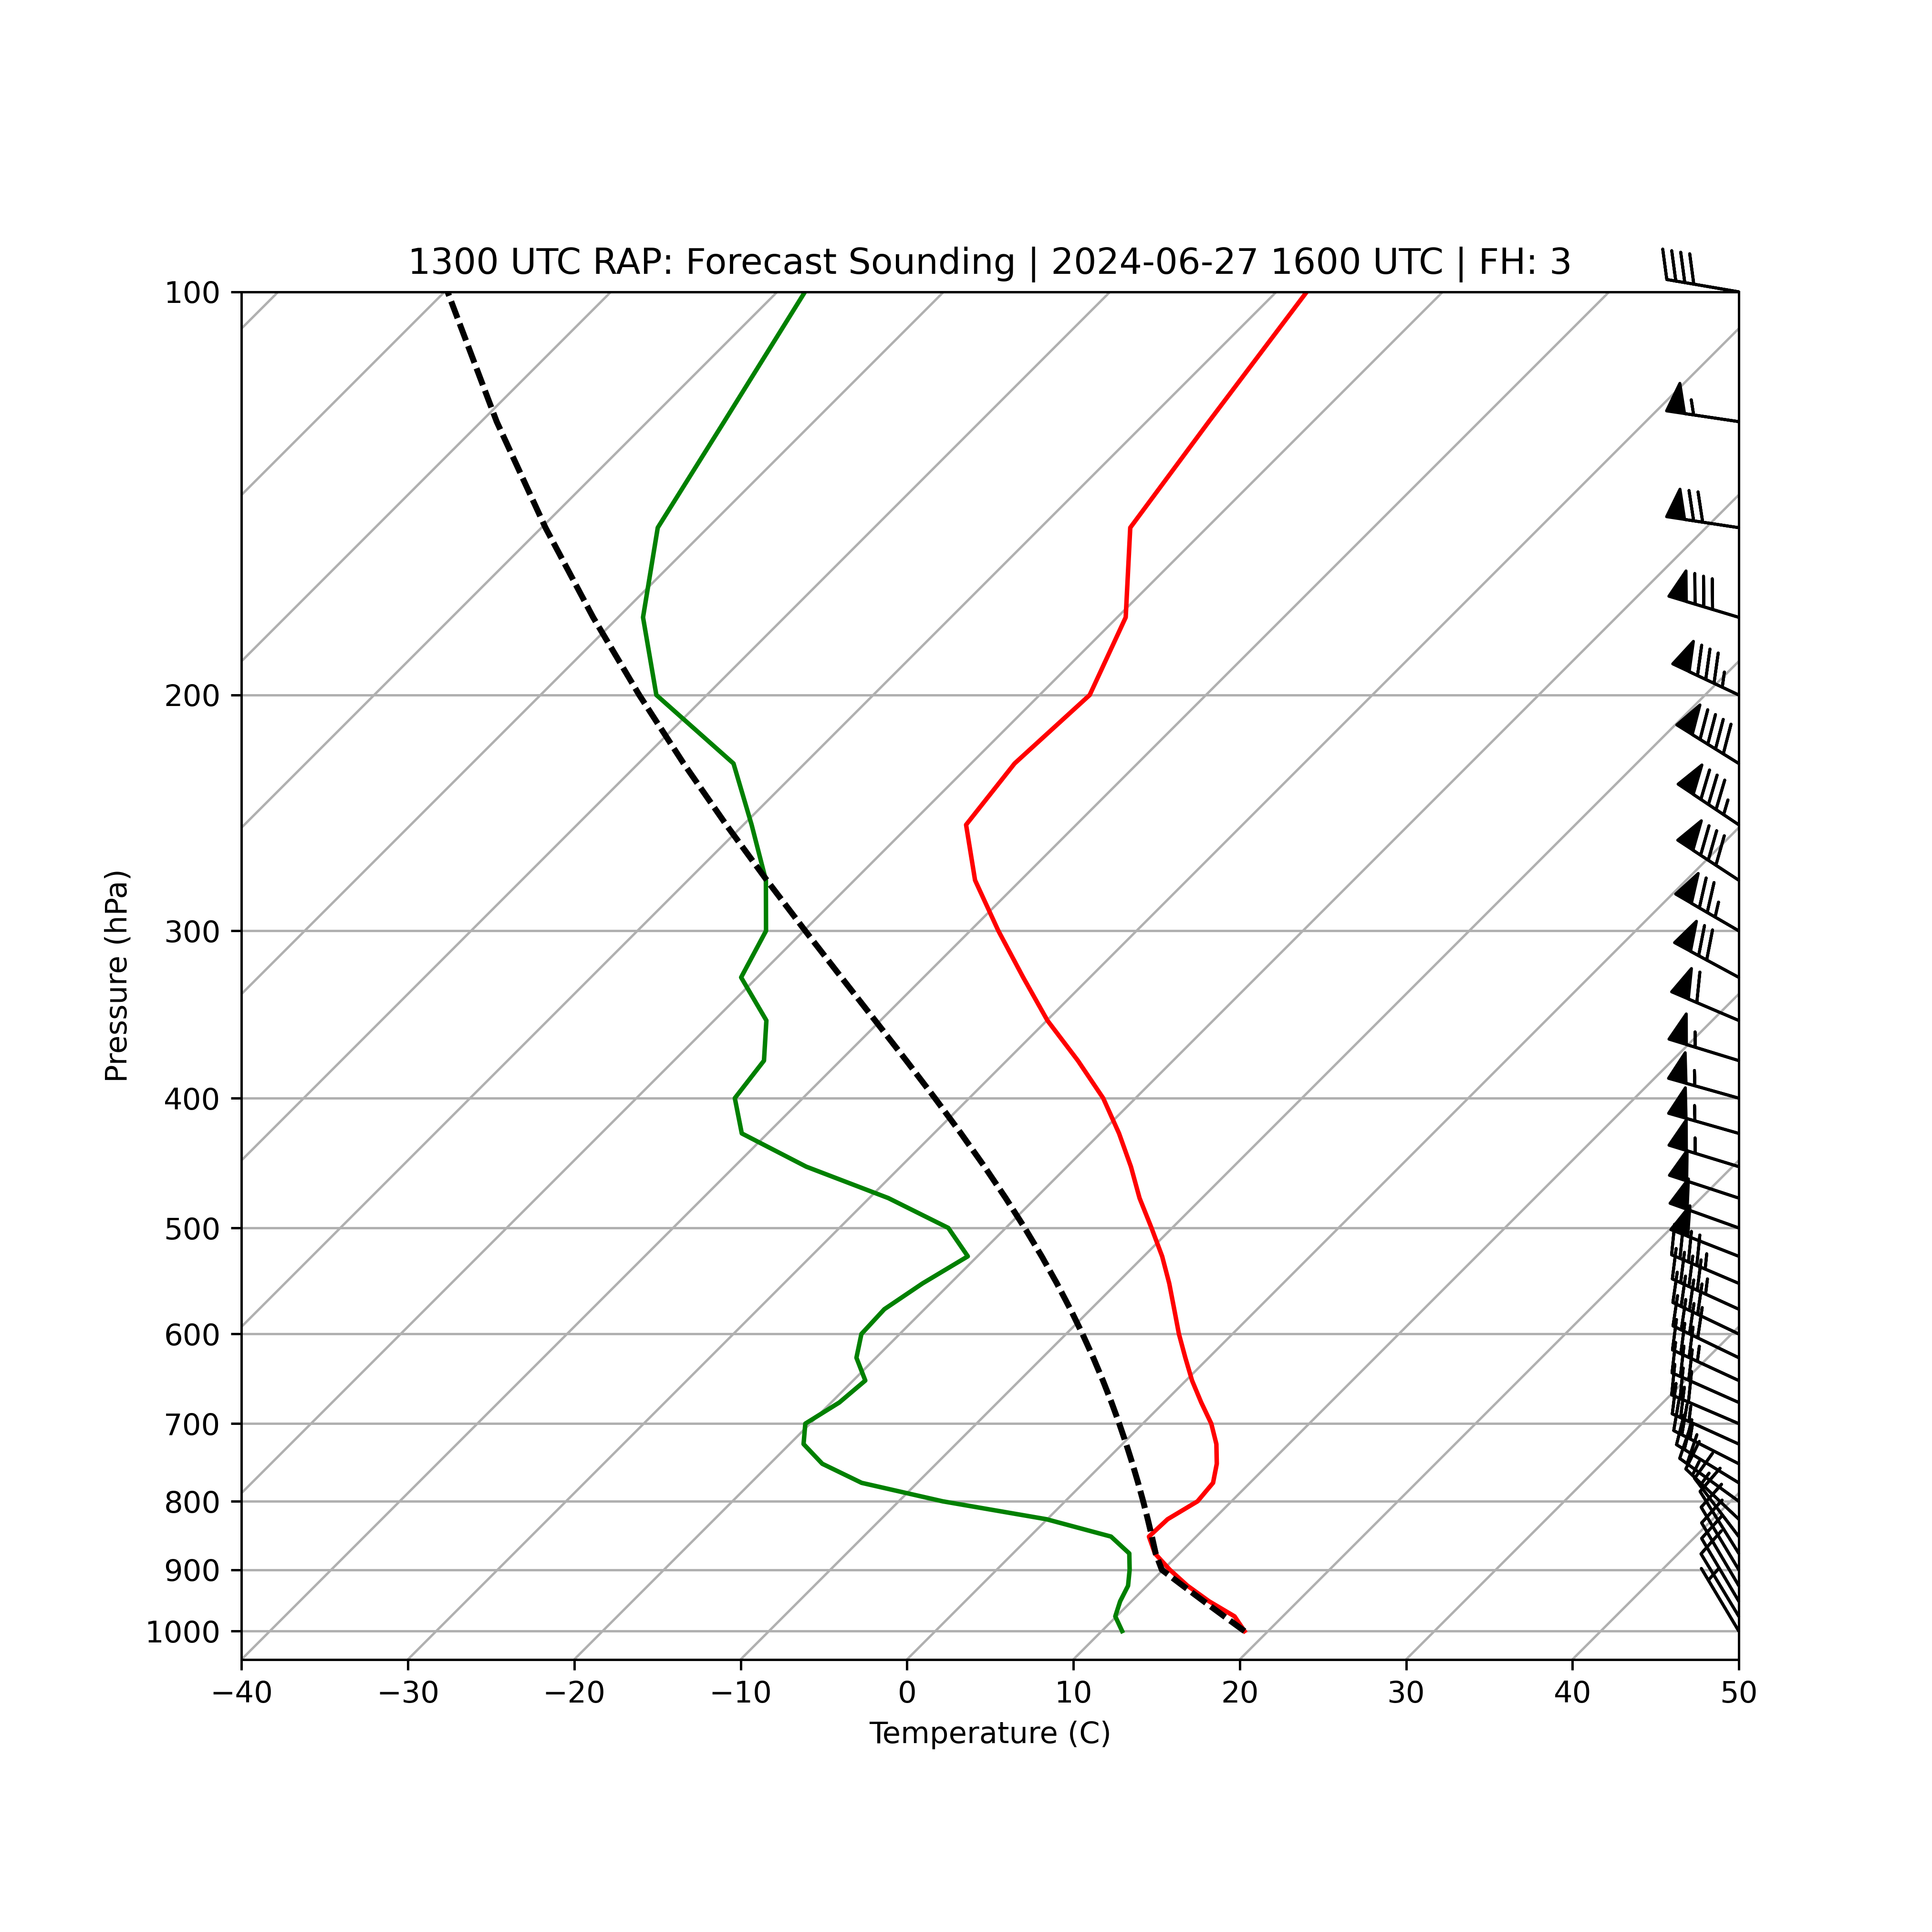 1300 UTC RAP: Forecast Sounding | 2024-06-27 1600 UTC | FH: 3
100
200
300
400
500
600
700
800
900
1000
Pressure (hPa)
−40 −30 −20 −10 0 10 20 30 40 50
Temperature (C)